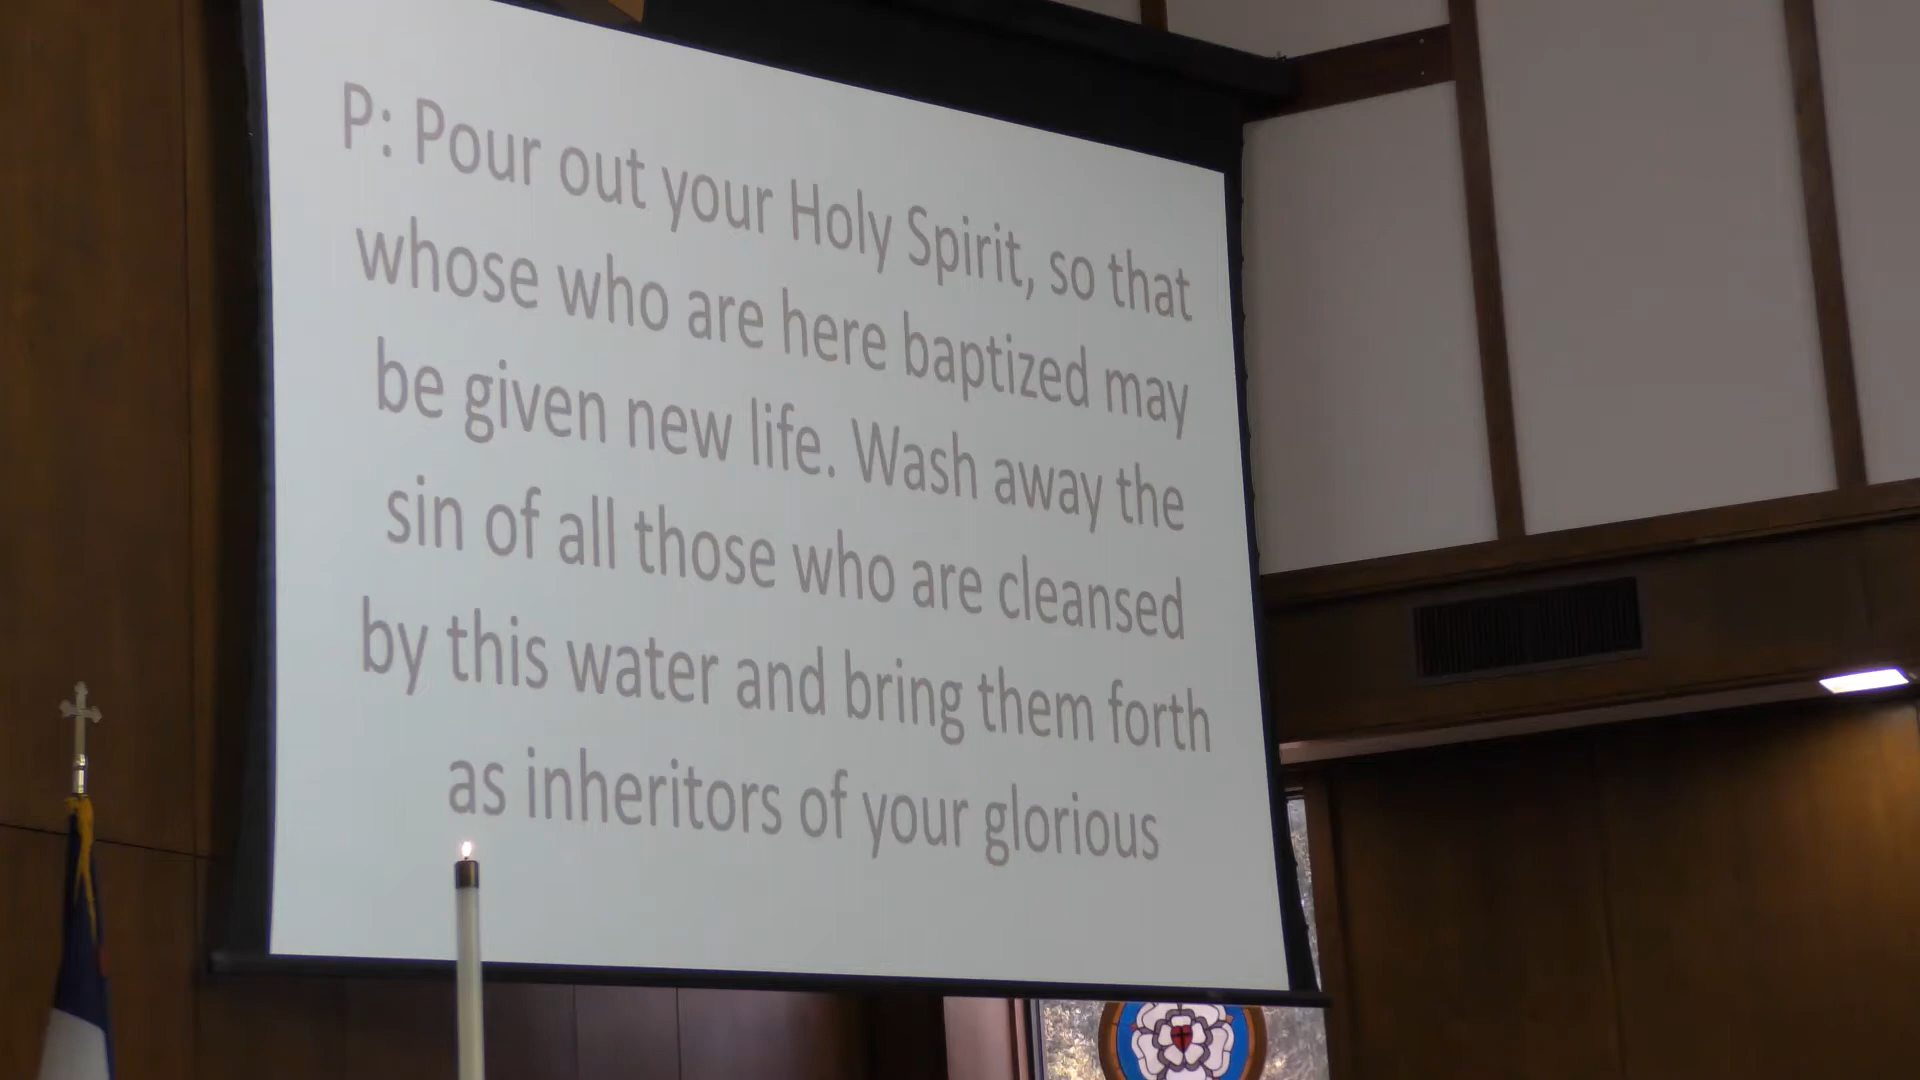 P: Pour out your Holy Spirit, so that
whose who are here baptized may
be given new life. Wash away the
sin of all those who are cleansed
by this water and bring them forth
as inheritors of your glorious